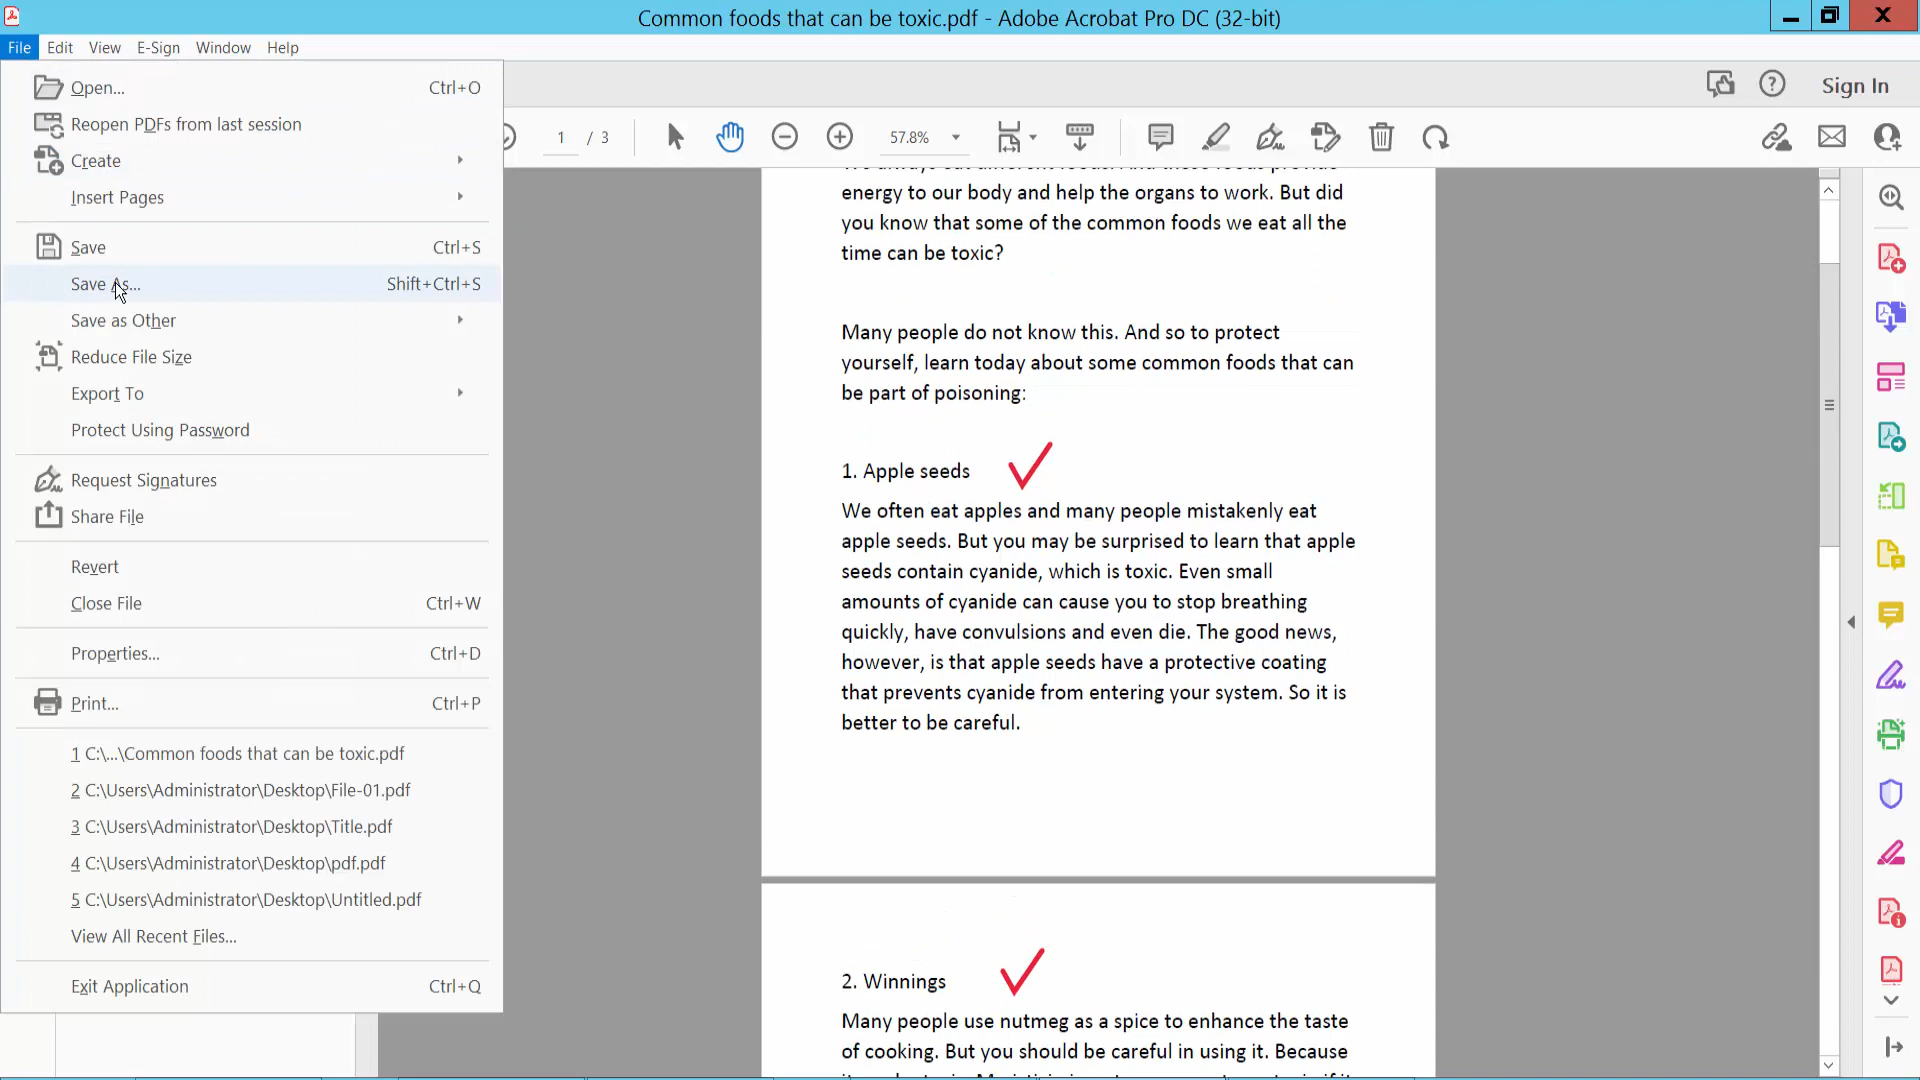 Common foods that can be toxic.pdf - Adobe Acrobat Pro DC (32-bit)
File Edit View E-Sign Window Help
Open... Ctrl+O
Reopen PDFs from last session
Create
Insert Pages
Save Ctrl+S
Save As... Shift+Ctrl+S
Save as Other
Reduce File Size
Export To
Protect Using Password
Request Signatures
Share File
Revert
Close File Ctrl+W
Properties... Ctrl+D
Print... Ctrl+P
1 C:\...\Common foods that can be toxic.pdf
2 C:\Users\Administrator\Desktop\File-01.pdf
3 C:\Users\Administrator\Desktop\Title.pdf
4 C:\Users\Administrator\Desktop\pdf.pdf
5 C:\Users\Administrator\Desktop\Untitled.pdf
View All Recent Files...
Exit Application Ctrl+Q
Sign In
1 / 3 57.8%
We always eat different foods. And these foods provide
energy to our body and help the organs to work. But did
you know that some of the common foods we eat all the
time can be toxic?
Many people do not know this. And so to protect
yourself, learn today about some common foods that can
be part of poisoning:
1. Apple seeds
We often eat apples and many people mistakenly eat
apple seeds. But you may be surprised to learn that apple
seeds contain cyanide, which is toxic. Even small
amounts of cyanide can cause you to stop breathing
quickly, have convulsions and even die. The good news,
however, is that apple seeds have a protective coating
that prevents cyanide from entering your system. So it is
better to be careful.
2. Winnings
Many people use nutmeg as a spice to enhance the taste
of cooking. But you should be careful in using it. Because